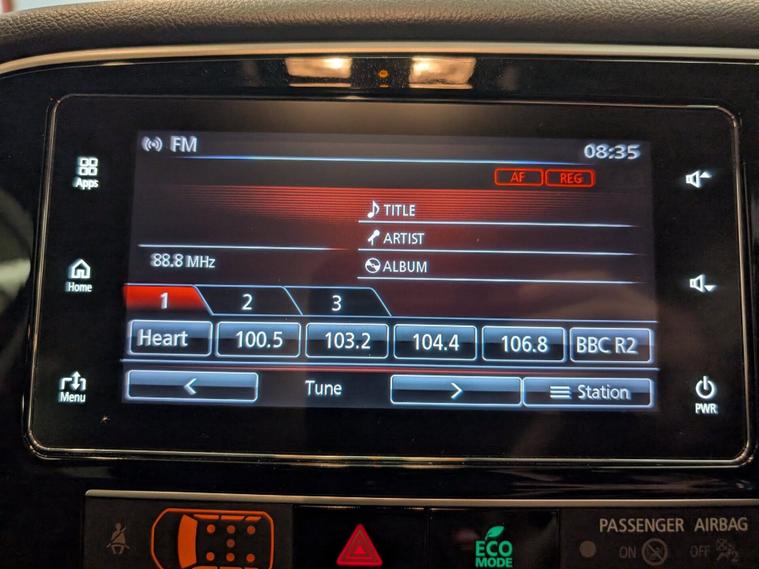 FM
08:35
AF REG
Apps
TITLE
ARTIST
Home
88.8 MHz
ALBUM
1 2 3
Heart 100.5 103.2 104.4 106.8 BBC R2
Menu
< Tune > Station
PWR
PASSENGER AIRBAG
ECO
MODE
ON OFF
2